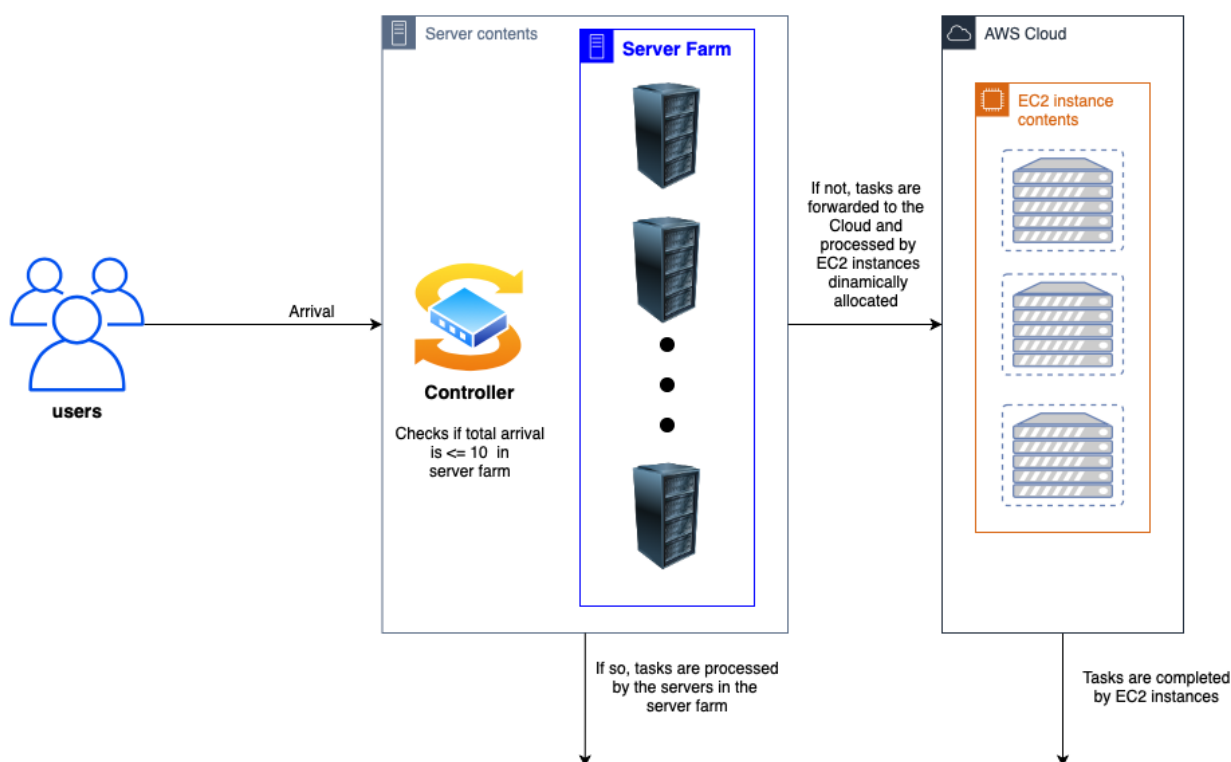 Server contents
Server Farm
AWS Cloud
EC2 instance
contents
If not, tasks are
forwarded to the
Cloud and
processed by
EC2 instances
dinamically
allocated
Arrival
users
Controller
Checks if total arrival
is <= 10 in
server farm
If so, tasks are processed
by the servers in the
server farm
Tasks are completed
by EC2 instances